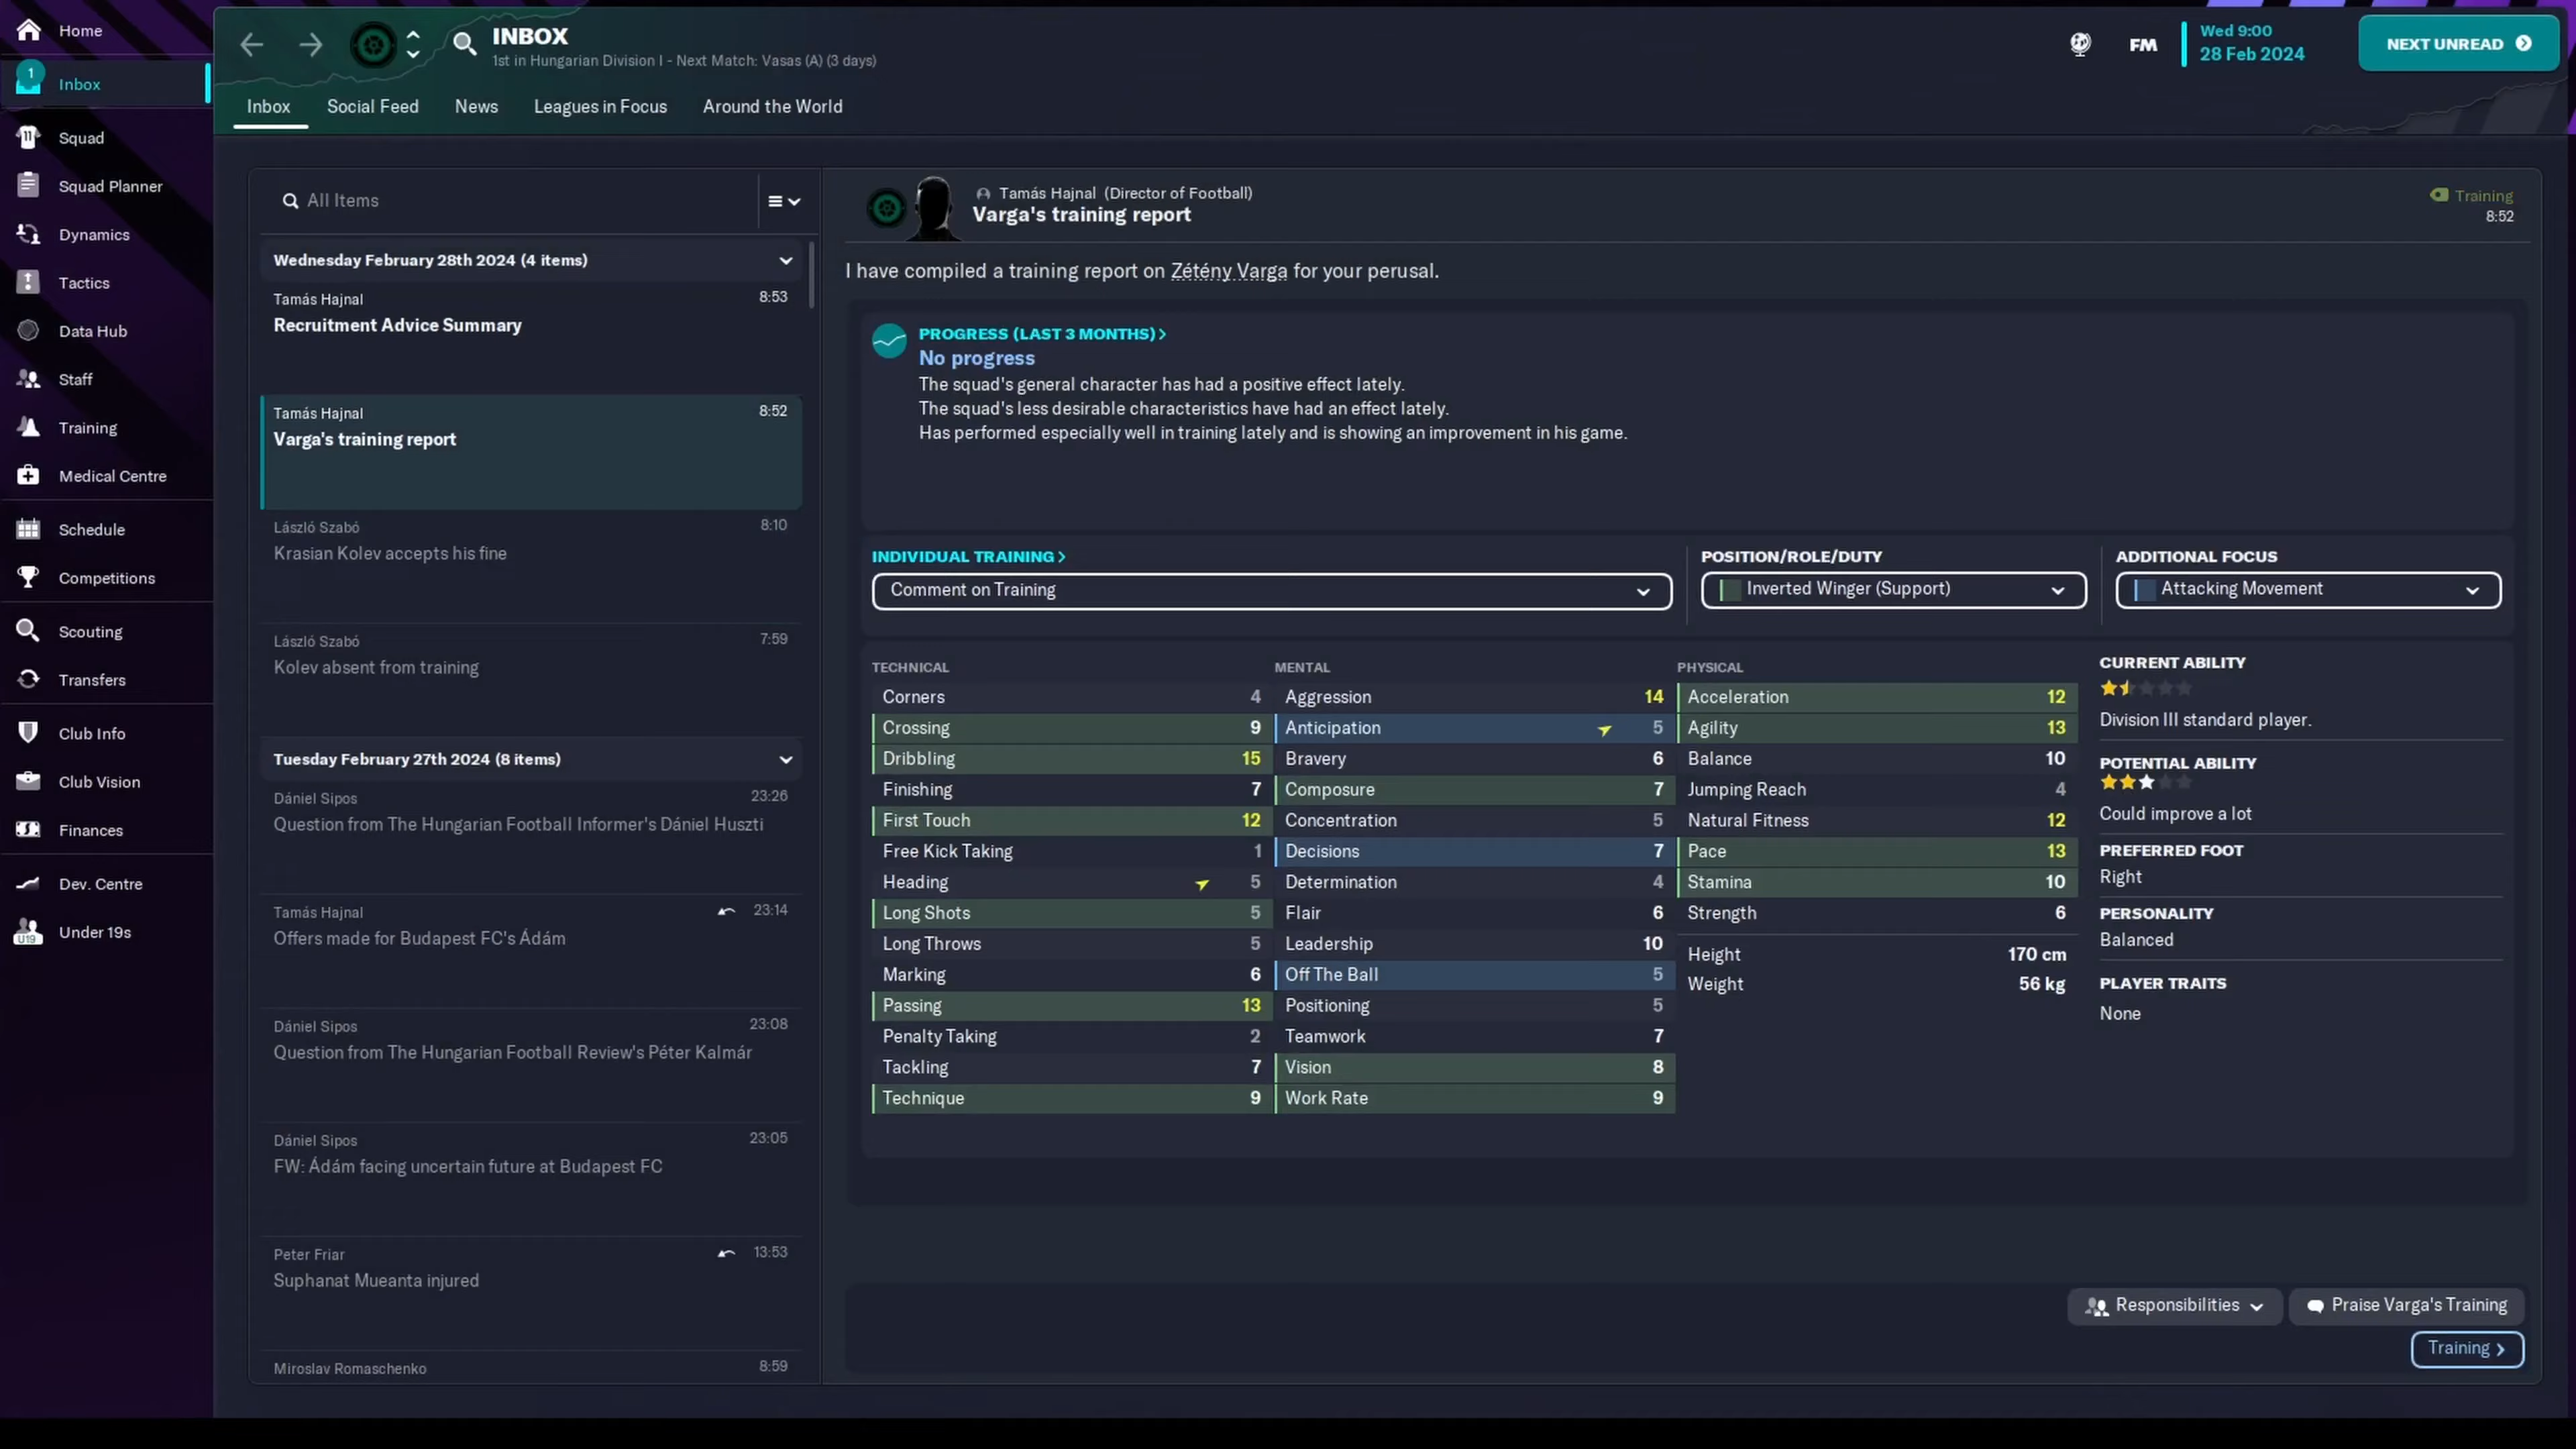 Home
1
Inbox
Squad
Squad Planner
Dynamics
Tactics
Data Hub
Staff
Training
Medical Centre
Schedule
Competitions
Scouting
Transfers
Club Info
Club Vision
Finances
Dev. Centre
U19
Under 19s
INBOX
1st in Hungarian Division I - Next Match: Vasas (A) (3 days)
FM
Wed 9:00
28 Feb 2024
NEXT UNREAD
Inbox Social Feed News Leagues in Focus Around the World
All Items
Wednesday February 28th 2024 (4 items)
Tamás Hajnal 8:53
Recruitment Advice Summary
Tamás Hajnal 8:52
Varga's training report
László Szabó 8:10
Krasian Kolev accepts his fine
László Szabó 7:59
Kolev absent from training
Tuesday February 27th 2024 (8 items)
Dániel Sipos 23:26
Question from The Hungarian Football Informer's Dániel Huszti
Tamás Hajnal 23:14
Offers made for Budapest FC's Ádám
Dániel Sipos 23:08
Question from The Hungarian Football Review's Péter Kalmár
Dániel Sipos 23:05
FW: Ádám facing uncertain future at Budapest FC
Peter Friar 13:53
Suphanat Mueanta injured
Miroslav Romaschenko 8:59
Tamás Hajnal (Director of Football)
Varga's training report
Training
8:52
I have compiled a training report on Zétény Varga for your perusal.
PROGRESS (LAST 3 MONTHS)
No progress
The squad's general character has had a positive effect lately.
The squad's less desirable characteristics have had an effect lately.
Has performed especially well in training lately and is showing an improvement in his game.
INDIVIDUAL TRAINING
Comment on Training
POSITION/ROLE/DUTY
Inverted Winger (Support)
ADDITIONAL FOCUS
Attacking Movement
TECHNICAL
Corners 4
Crossing 9
Dribbling 15
Finishing 7
First Touch 12
Free Kick Taking 1
Heading 5
Long Shots 5
Long Throws 5
Marking 6
Passing 13
Penalty Taking 2
Tackling 7
Technique 9
MENTAL
Aggression 14
Anticipation 5
Bravery 6
Composure 7
Concentration 5
Decisions 7
Determination 4
Flair 6
Leadership 10
Off The Ball 5
Positioning 5
Teamwork 7
Vision 8
Work Rate 9
PHYSICAL
Acceleration 12
Agility 13
Balance 10
Jumping Reach 4
Natural Fitness 12
Pace 13
Stamina 10
Strength 6
Height 170 cm
Weight 56 kg
CURRENT ABILITY
Division III standard player.
POTENTIAL ABILITY
Could improve a lot
PREFERRED FOOT
Right
PERSONALITY
Balanced
PLAYER TRAITS
None
Responsibilities
Praise Varga's Training
Training